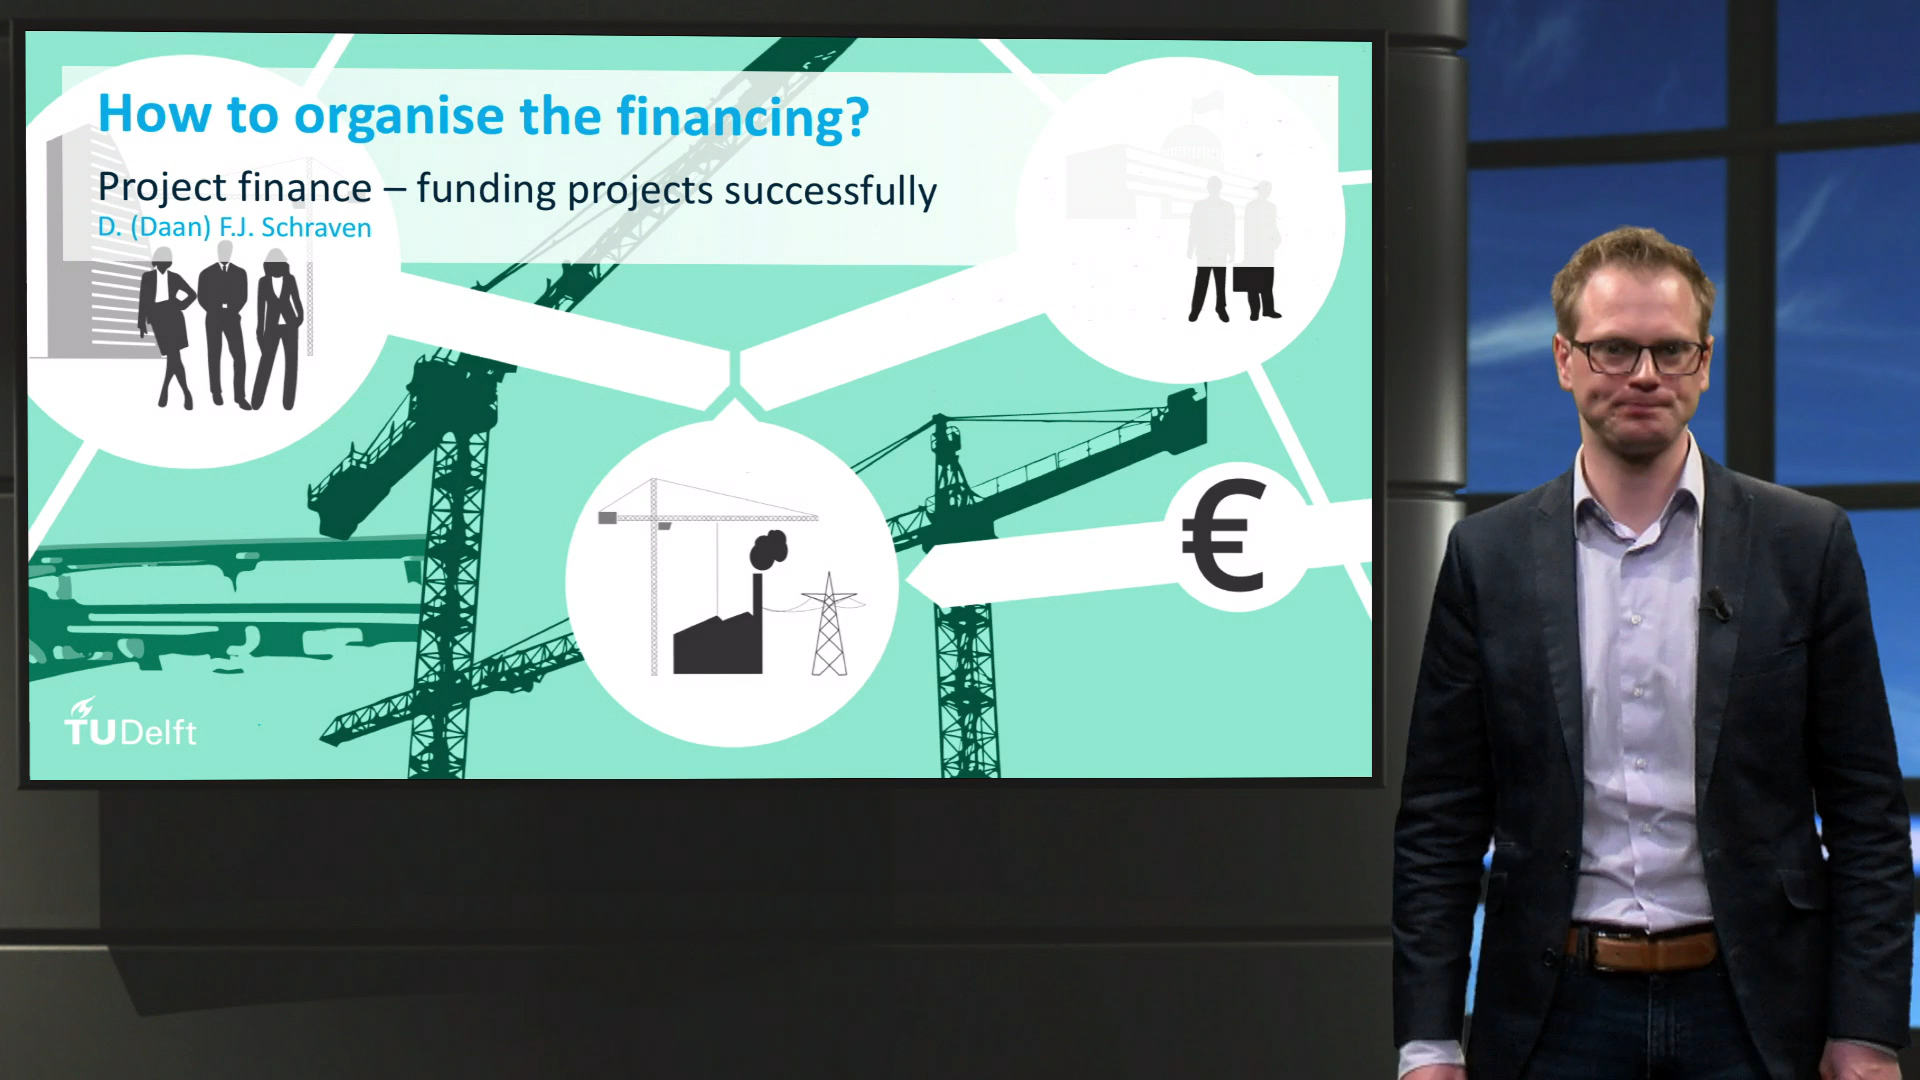 How to organise the financing?
Project finance – funding projects successfully
D. (Daan) F.J. Schraven
€
TUDelft